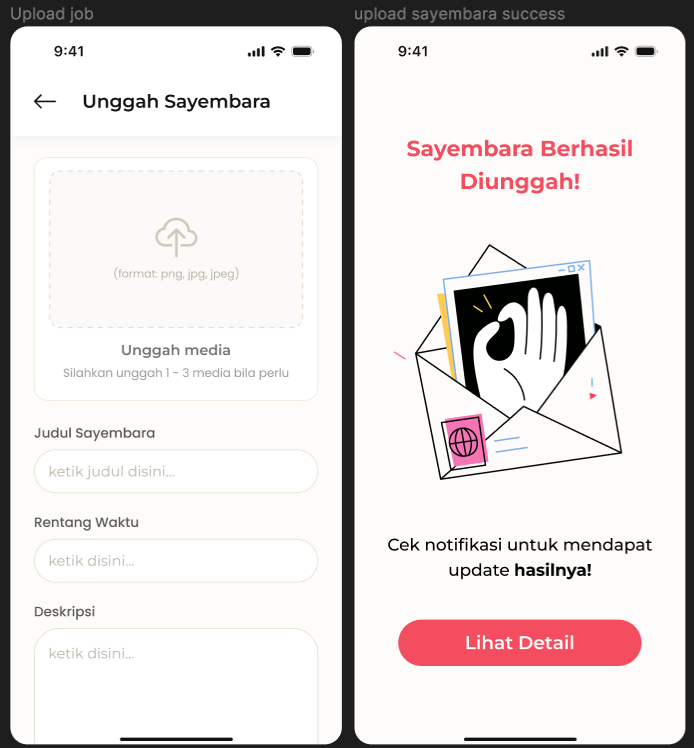 Upload job
9:41
Unggah Sayembara
(format: png, jpg, jpeg)
Unggah media
Silahkan unggah 1 - 3 media bila perlu
Judul Sayembara
ketik judul disini...
Rentang Waktu
ketik disini...
Deskripsi
ketik disini...
upload sayembara success
9:41
Sayembara Berhasil
Diunggah!
Cek notifikasi untuk mendapat
update hasilnya!
Lihat Detail